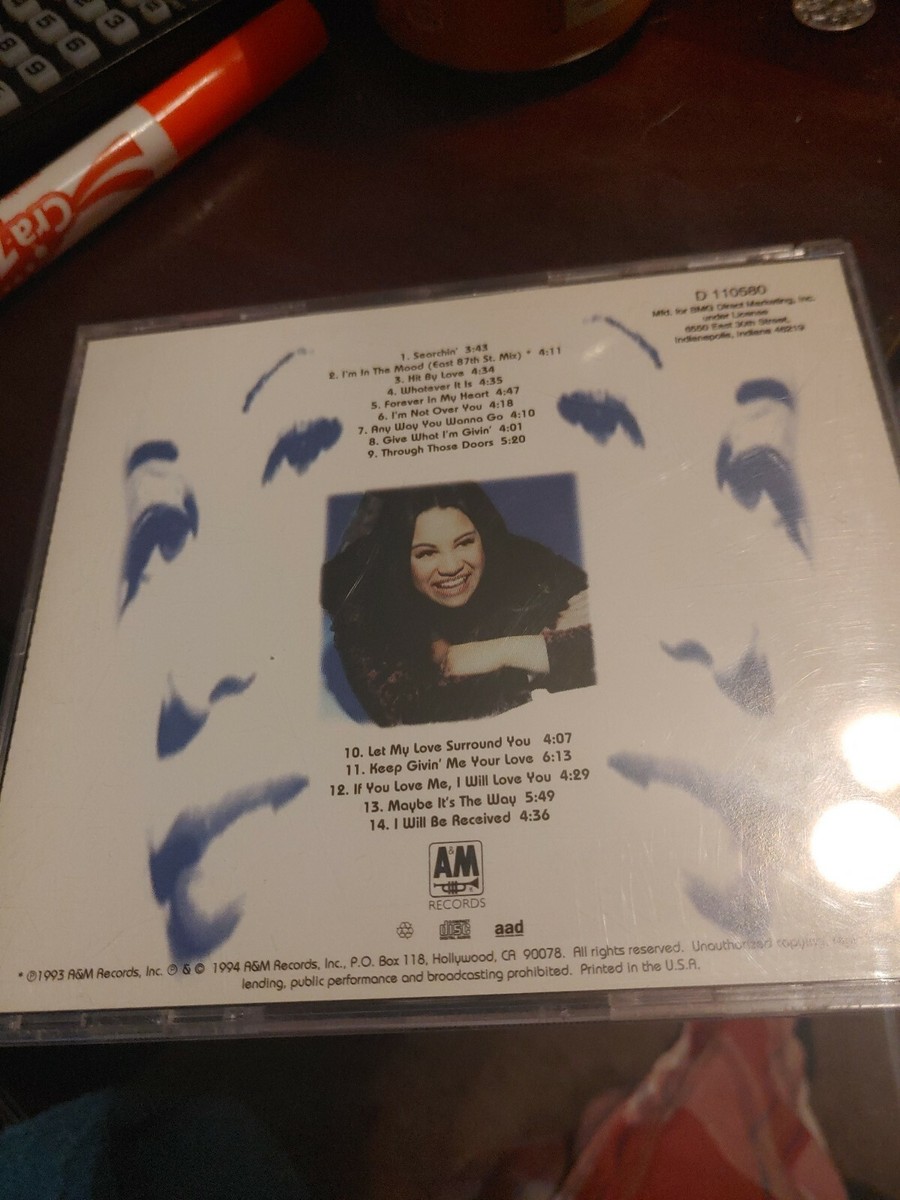 Cra-Z
D 110580
Mfd. for BMG Direct Marketing, Inc.
under License
6550 East 30th Street,
Indianapolis, Indiana 46219
1. Searchin' 3:43
2. I'm In The Mood (East 87th St. Mix) * 4:11
3. Hit By Love 4:34
4. Whatever It Is 4:35
5. Forever In My Heart 4:47
6. I'm Not Over You 4:18
7. Any Way You Wanna Go 4:10
8. Give What I'm Givin' 4:01
9. Through Those Doors 5:20
10. Let My Love Surround You 4:07
11. Keep Givin' Me Your Love 6:13
12. If You Love Me, I Will Love You 4:29
13. Maybe It's The Way 5:49
14. I Will Be Received 4:36
A&M
RECORDS
COMPACT
disc
DIGITAL AUDIO
aad
* ℗1993 A&M Records, Inc. ℗ & © 1994 A&M Records, Inc., P.O. Box 118, Hollywood, CA 90078. All rights reserved. Unauthorized copying,
lending, public performance and broadcasting prohibited. Printed in the U.S.A.